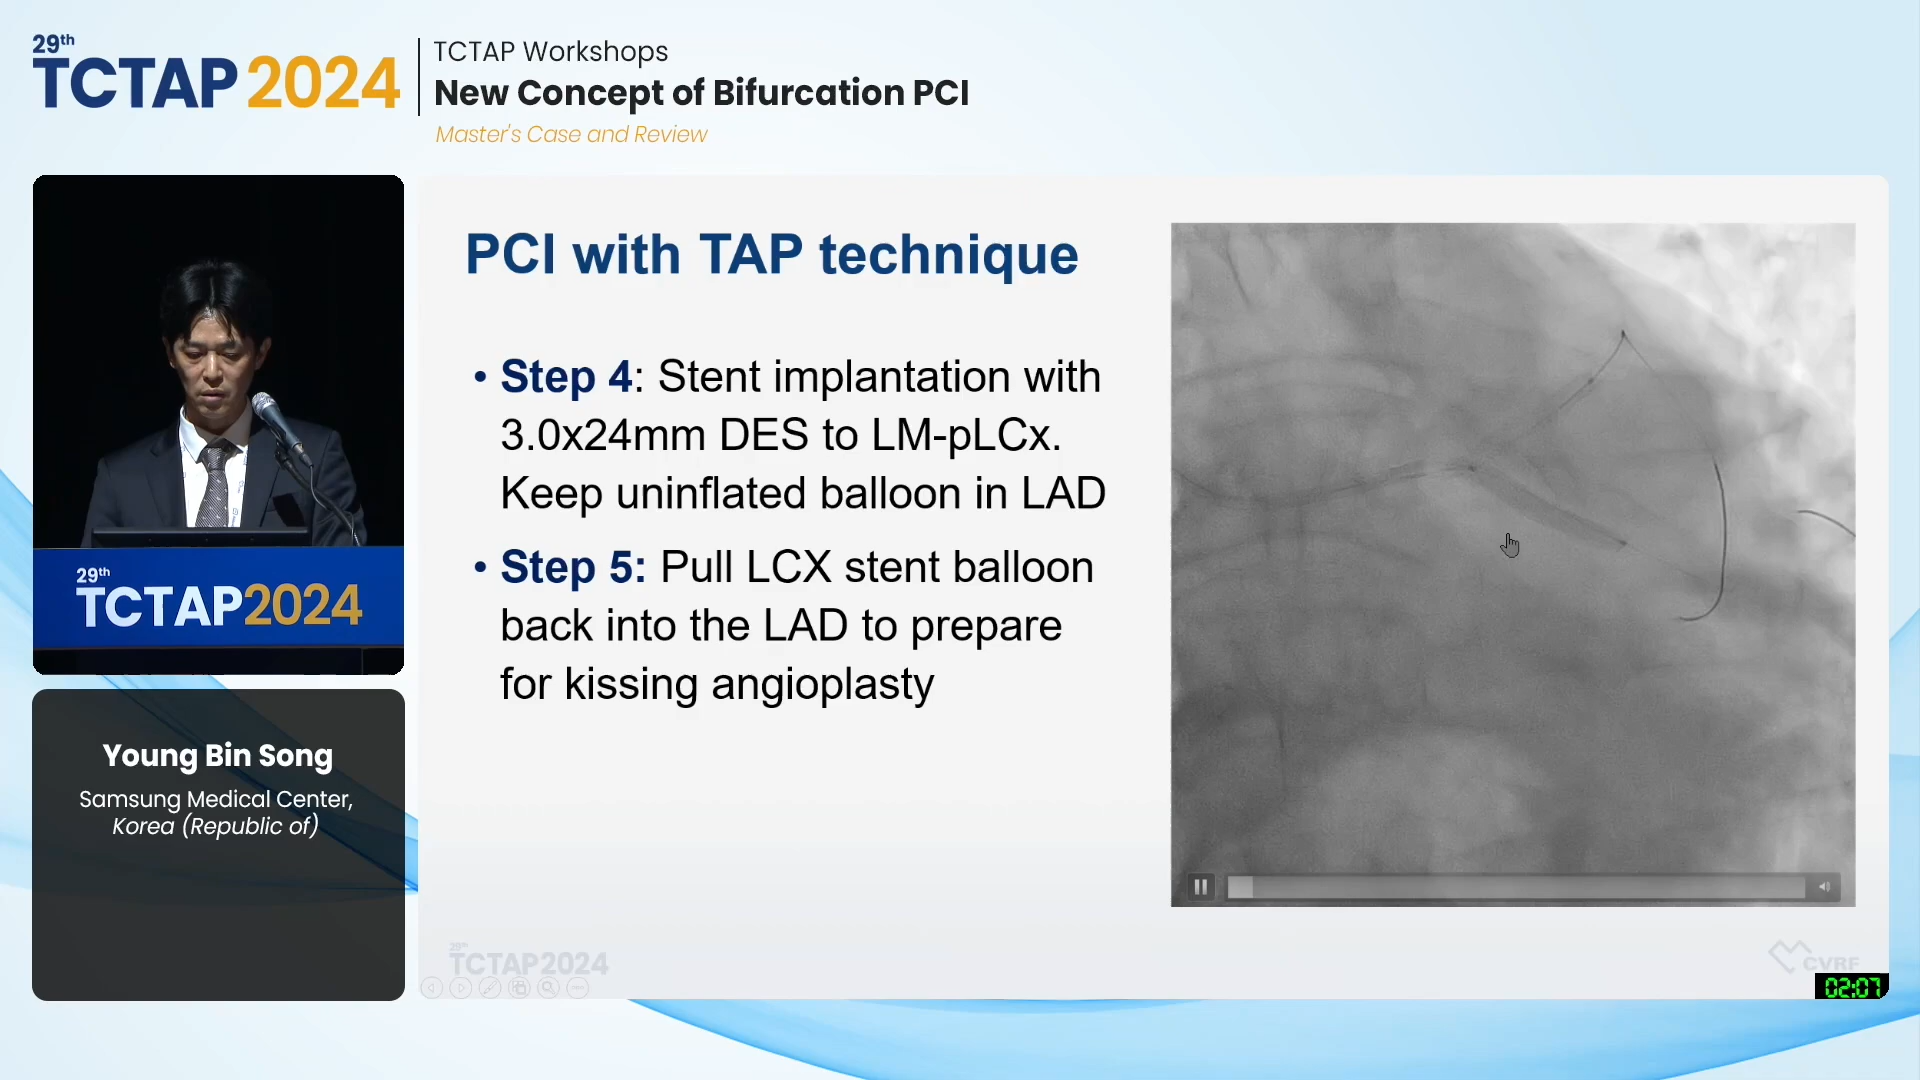 29th
TCTAP 2024
TCTAP Workshops
New Concept of Bifurcation PCI
Master's Case and Review
29th
TCTAP2024
Young Bin Song
Samsung Medical Center,
Korea (Republic of)
PCI with TAP technique
• Step 4: Stent implantation with
3.0x24mm DES to LM-pLCx.
Keep uninflated balloon in LAD
• Step 5: Pull LCX stent balloon
back into the LAD to prepare
for kissing angioplasty
29th
TCTAP2024
CVRF
02:07